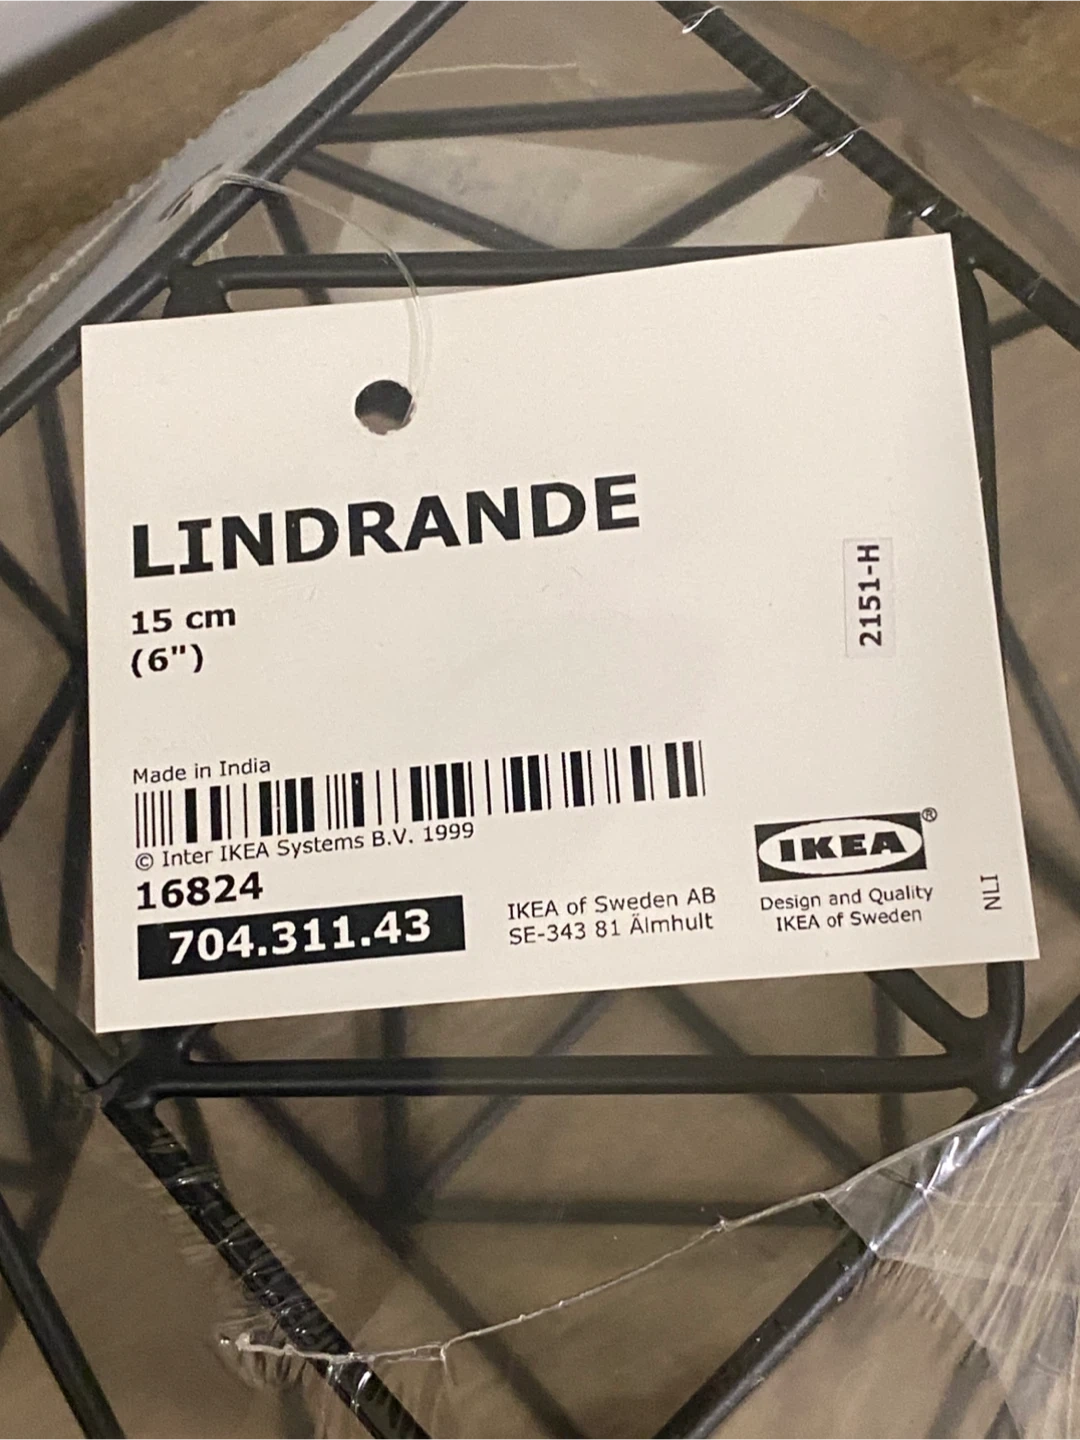 LINDRANDE
15 cm
(6")
2151-H
Made in India
© Inter IKEA Systems B.V. 1999
16824
704.311.43
IKEA of Sweden AB
SE-343 81 Älmhult
IKEA®
Design and Quality
IKEA of Sweden
NLI